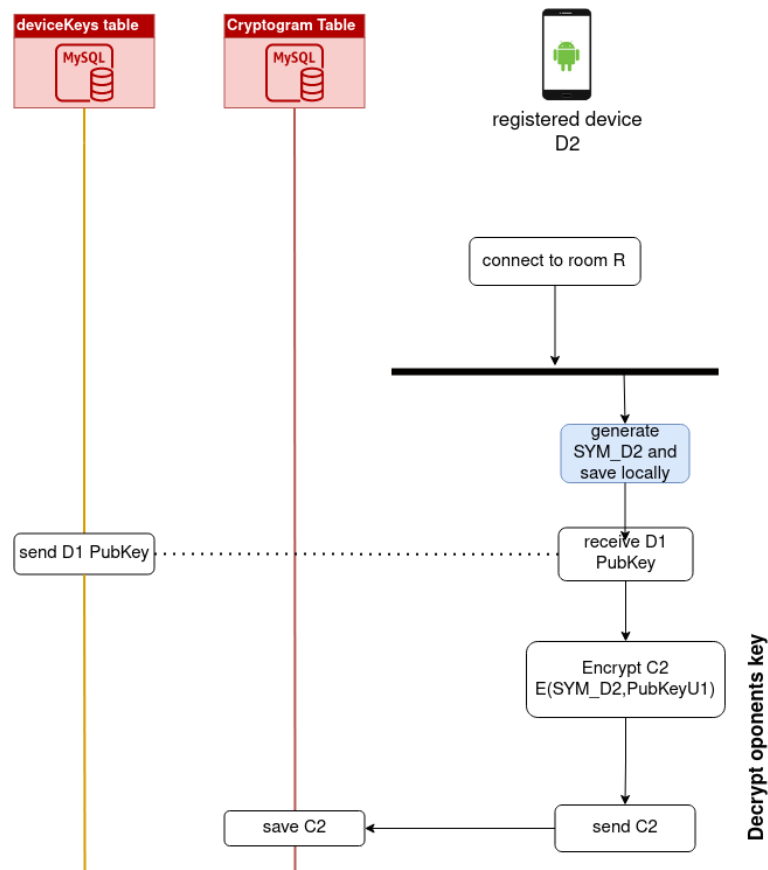 deviceKeys table
MySQL
Cryptogram Table
MySQL
registered device
D2
connect to room R
generate
SYM_D2 and
save locally
send D1 PubKey
receive D1
PubKey
Encrypt C2
E(SYM_D2,PubKeyU1)
Decrypt oponents key
save C2
send C2